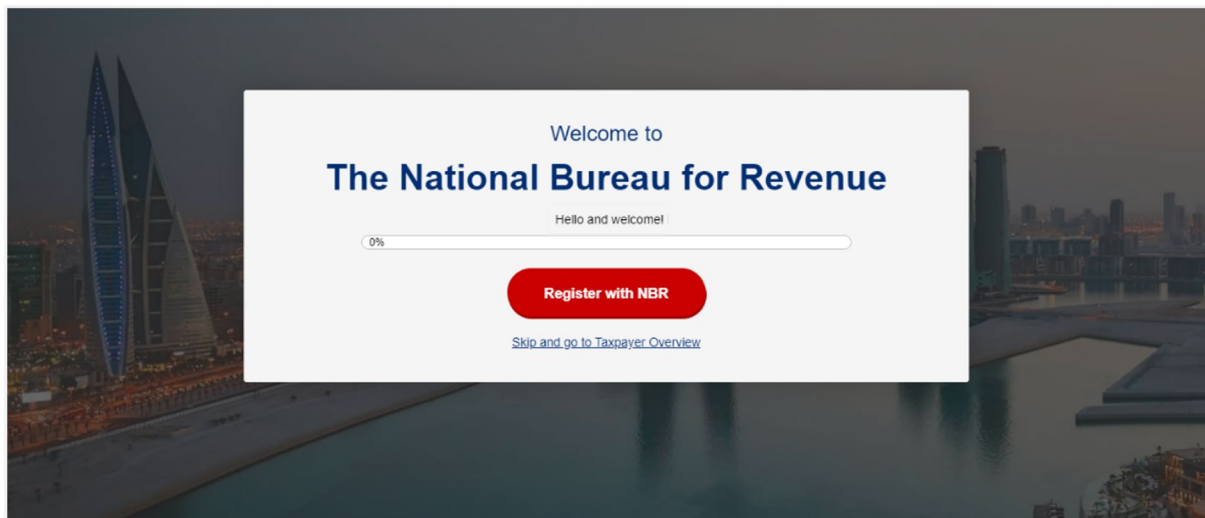 Welcome to
The National Bureau for Revenue
Hello and welcome!
0%
Register with NBR
Skip and go to Taxpayer Overview